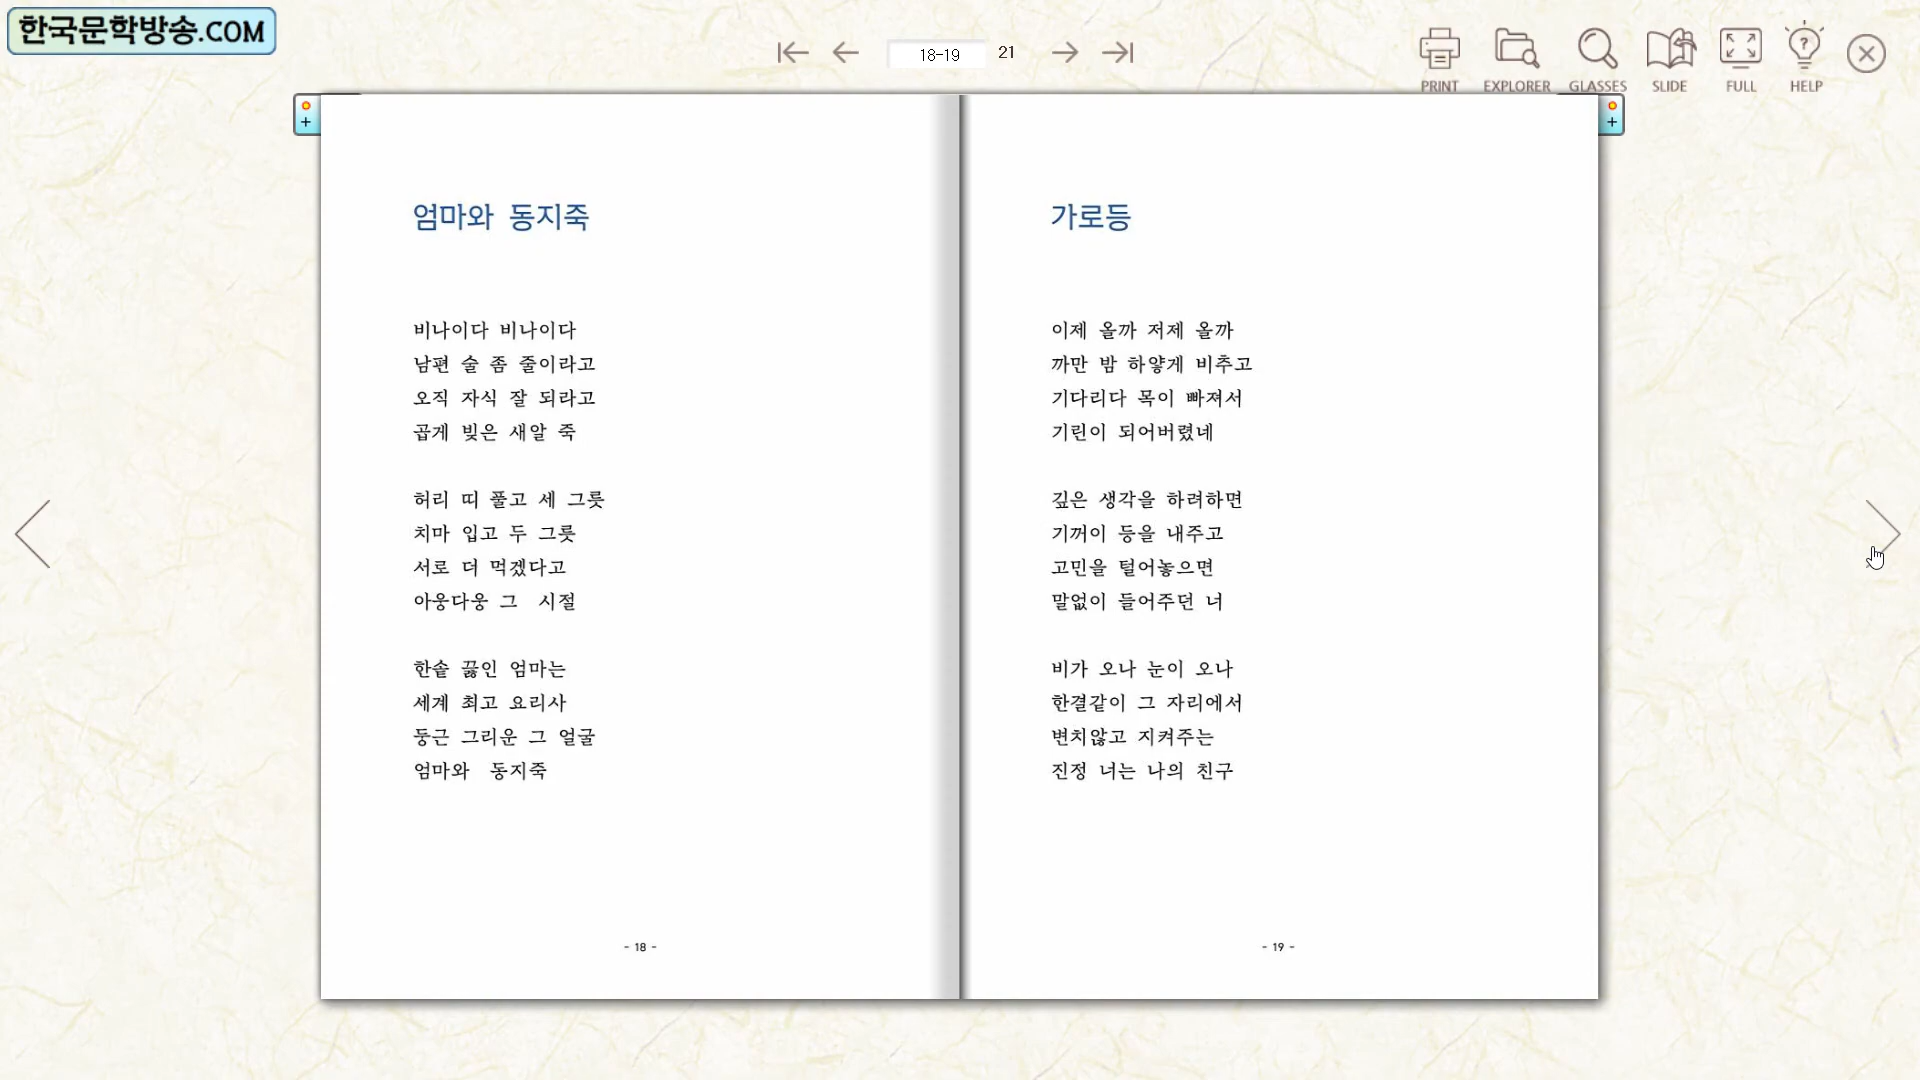 한국문학방송.COM
18-19 21
PRINT EXPLORER GLASSES SLIDE FULL HELP
엄마와 동지죽
비나이다 비나이다
남편 술 좀 줄이라고
오직 자식 잘 되라고
곱게 빚은 새알 죽
허리 띠 풀고 세 그릇
치마 입고 두 그릇
서로 더 먹겠다고
아웅다웅 그 시절
한솥 끓인 엄마는
세계 최고 요리사
둥근 그리운 그 얼굴
엄마와 동지죽
- 18 -
가로등
이제 올까 저제 올까
까만 밤 하얗게 비추고
기다리다 목이 빠져서
기린이 되어버렸네
깊은 생각을 하려하면
기꺼이 등을 내주고
고민을 털어놓으면
말없이 들어주던 너
비가 오나 눈이 오나
한결같이 그 자리에서
변치않고 지켜주는
진정 너는 나의 친구
- 19 -